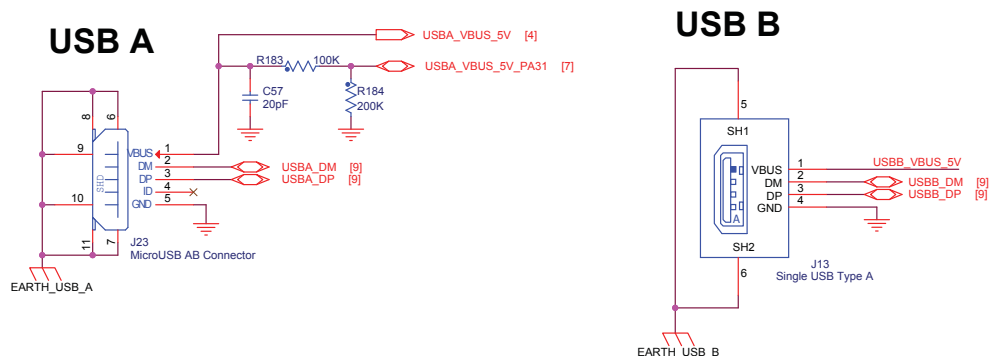 USB A
USBA_VBUS_5V [4]
R183 100K
USBA_VBUS_5V_PA31 [7]
C57
20pF
R184
200K
8 6
9
10
11 7
SHD
VBUS 1
DM 2
DP 3
ID 4
GND 5
USBA_DM [9]
USBA_DP [9]
J23
MicroUSB AB Connector
EARTH_USB_A
USB B
5
SH1
VBUS 1
DM 2
DP 3
GND 4
A
SH2
6
USBB_VBUS_5V
USBB_DM [9]
USBB_DP [9]
J13
Single USB Type A
EARTH_USB_B